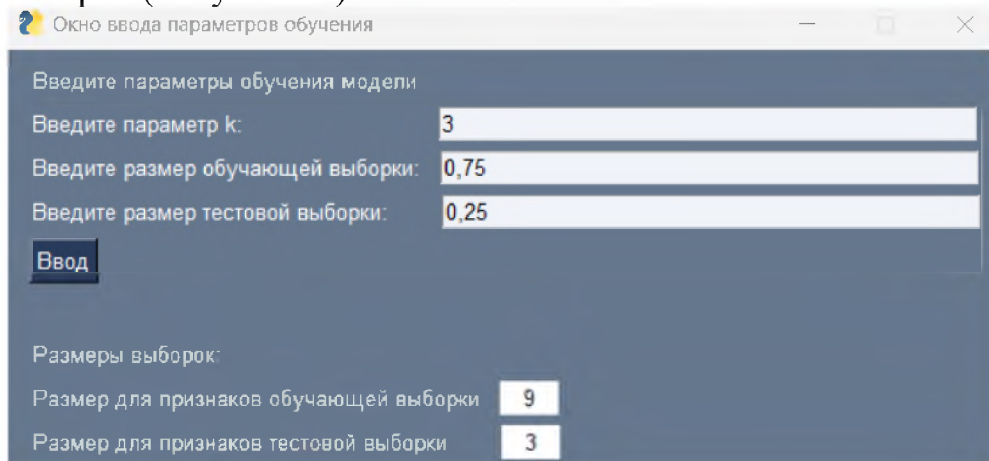 Окно ввода параметров обучения
Введите параметры обучения модели
Введите параметр k: 3
Введите размер обучающей выборки: 0,75
Введите размер тестовой выборки: 0,25
Ввод
Размеры выборок:
Размер для признаков обучающей выборки 9
Размер для признаков тестовой выборки 3